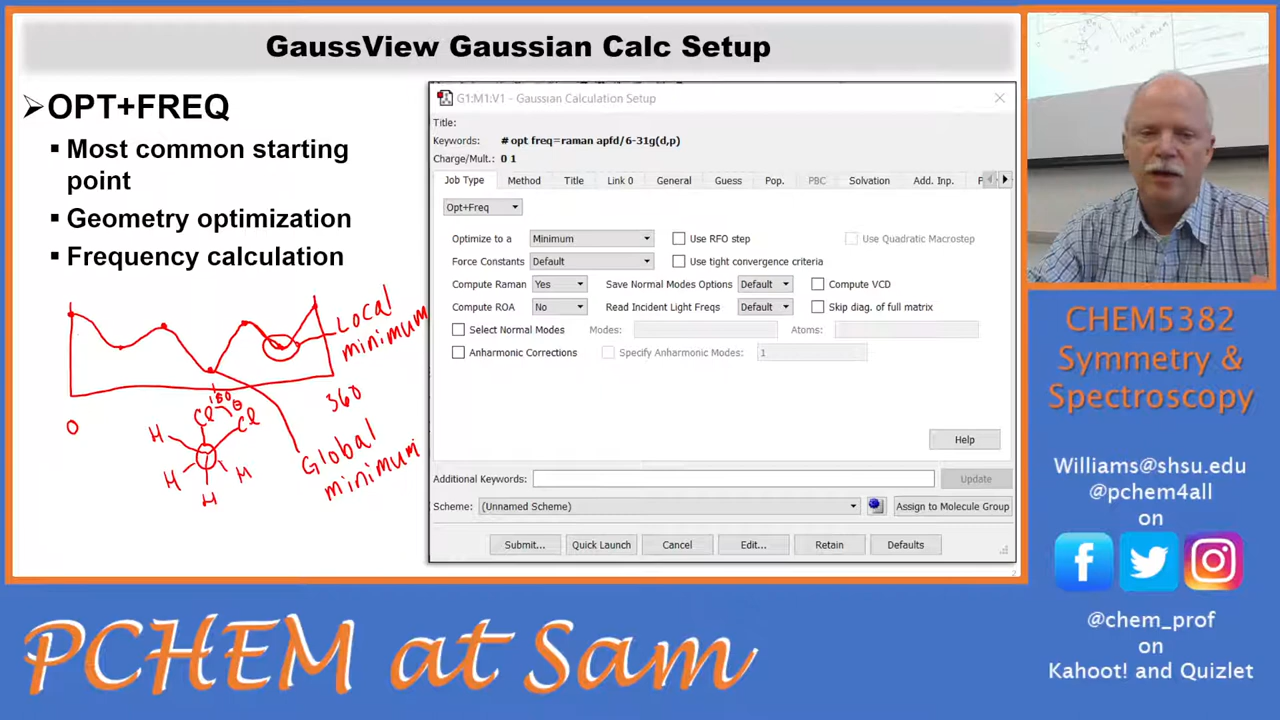 GaussView Gaussian Calc Setup
OPT+FREQ
Most common starting
point
Geometry optimization
Frequency calculation
Local
minimum
0
180
360
θ
Cl
Cl
H
H
H
H
Global
minimum
G1:M1:V1 - Gaussian Calculation Setup
Title:
Keywords: # opt freq=raman apfd/6-31g(d,p)
Charge/Mult.: 0 1
Job Type Method Title Link 0 General Guess Pop. PBC Solvation Add. Inp.
Opt+Freq
Optimize to a Minimum Use RFO step Use Quadratic Macrostep
Force Constants Default Use tight convergence criteria
Compute Raman Yes Save Normal Modes Options Default Compute VCD
Compute ROA No Read Incident Light Freqs Default Skip diag. of full matrix
Select Normal Modes Modes: Atoms:
Anharmonic Corrections Specify Anharmonic Modes: 1
Help
Additional Keywords: Update
Scheme: (Unnamed Scheme) Assign to Molecule Group
Submit... Quick Launch Cancel Edit... Retain Defaults
2
CHEM5382
Symmetry &
Spectroscopy
Williams@shsu.edu
@pchem4all
on
@chem_prof
on
Kahoot! and Quizlet
PCHEM at Sam